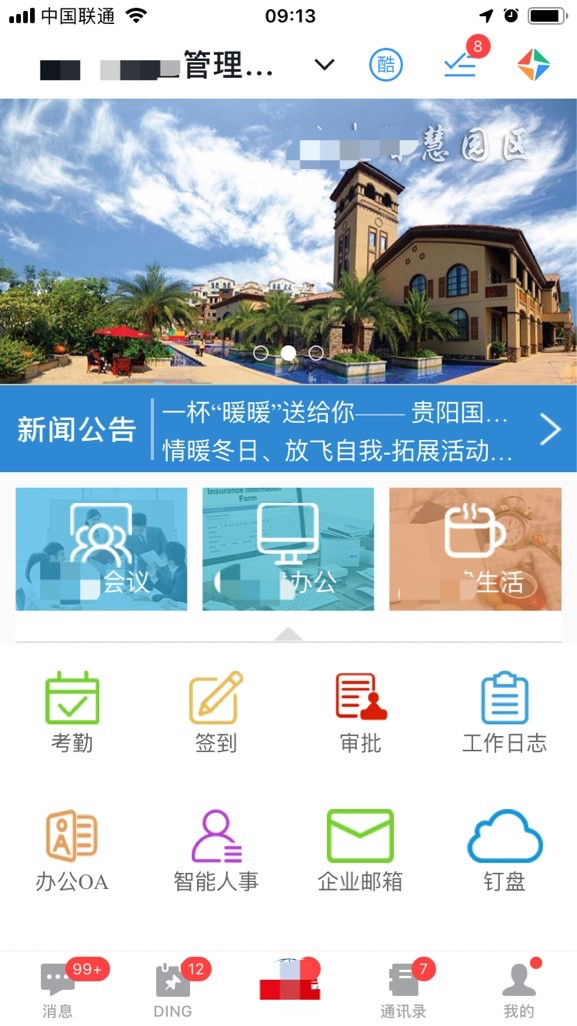 中国联通
09:13
管理...
酷
8
慧园区
新闻公告
一杯“暖暖”送给你—— 贵阳国...
情暖冬日、放飞自我-拓展活动...
Insurance Information
Form
会议
办公
生活
考勤
签到
审批
工作日志
办公OA
智能人事
企业邮箱
钉盘
99+
12
7
消息
DING
通讯录
我的